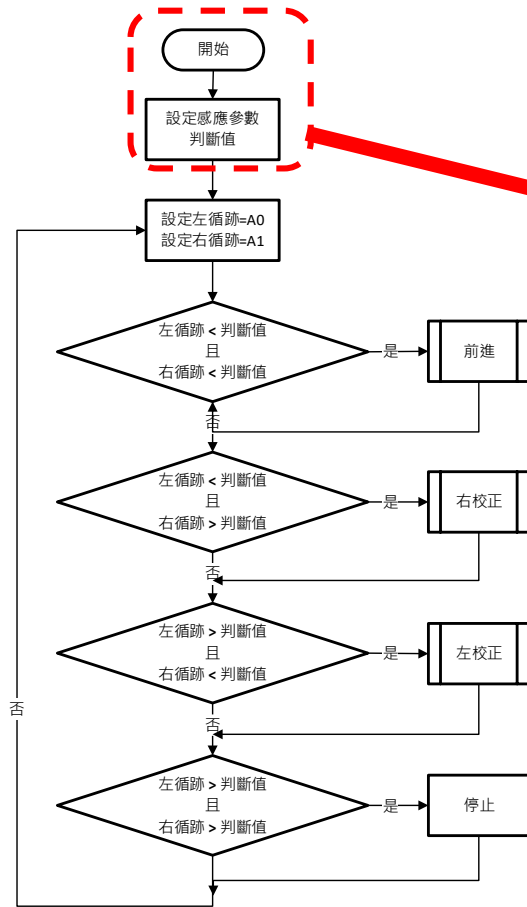 開始
設定感應參數
判斷值
設定左循跡=A0
設定右循跡=A1
左循跡 < 判斷值
且
右循跡 < 判斷值
是
前進
否
左循跡 < 判斷值
且
右循跡 > 判斷值
是
右校正
否
左循跡 > 判斷值
且
右循跡 < 判斷值
是
左校正
否
否
左循跡 > 判斷值
且
右循跡 > 判斷值
是
停止